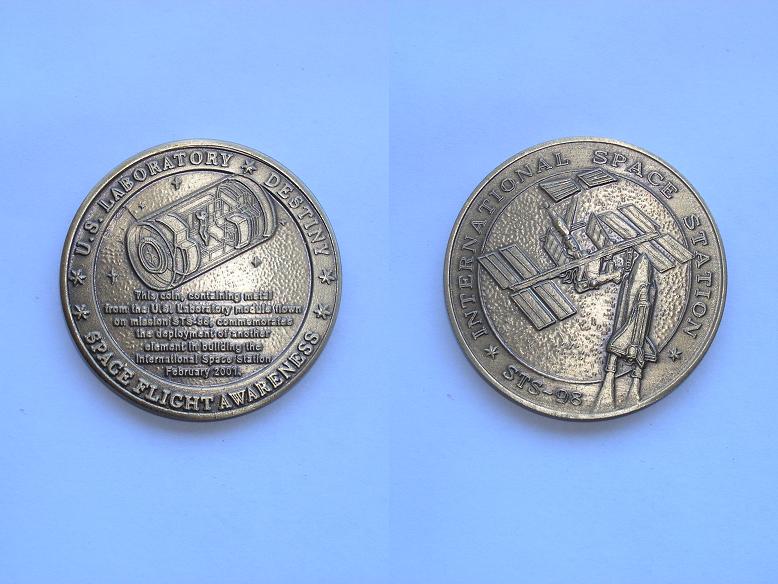 U.S. LABORATORY ★ DESTINY
This coin, containing metal
from the U.S. Laboratory module flown
on mission STS-98, commemorates
the deployment of another
element in building the
International Space Station
February 2001.
★ SPACE FLIGHT AWARENESS ★
INTERNATIONAL SPACE STATION
★ STS-98 ★